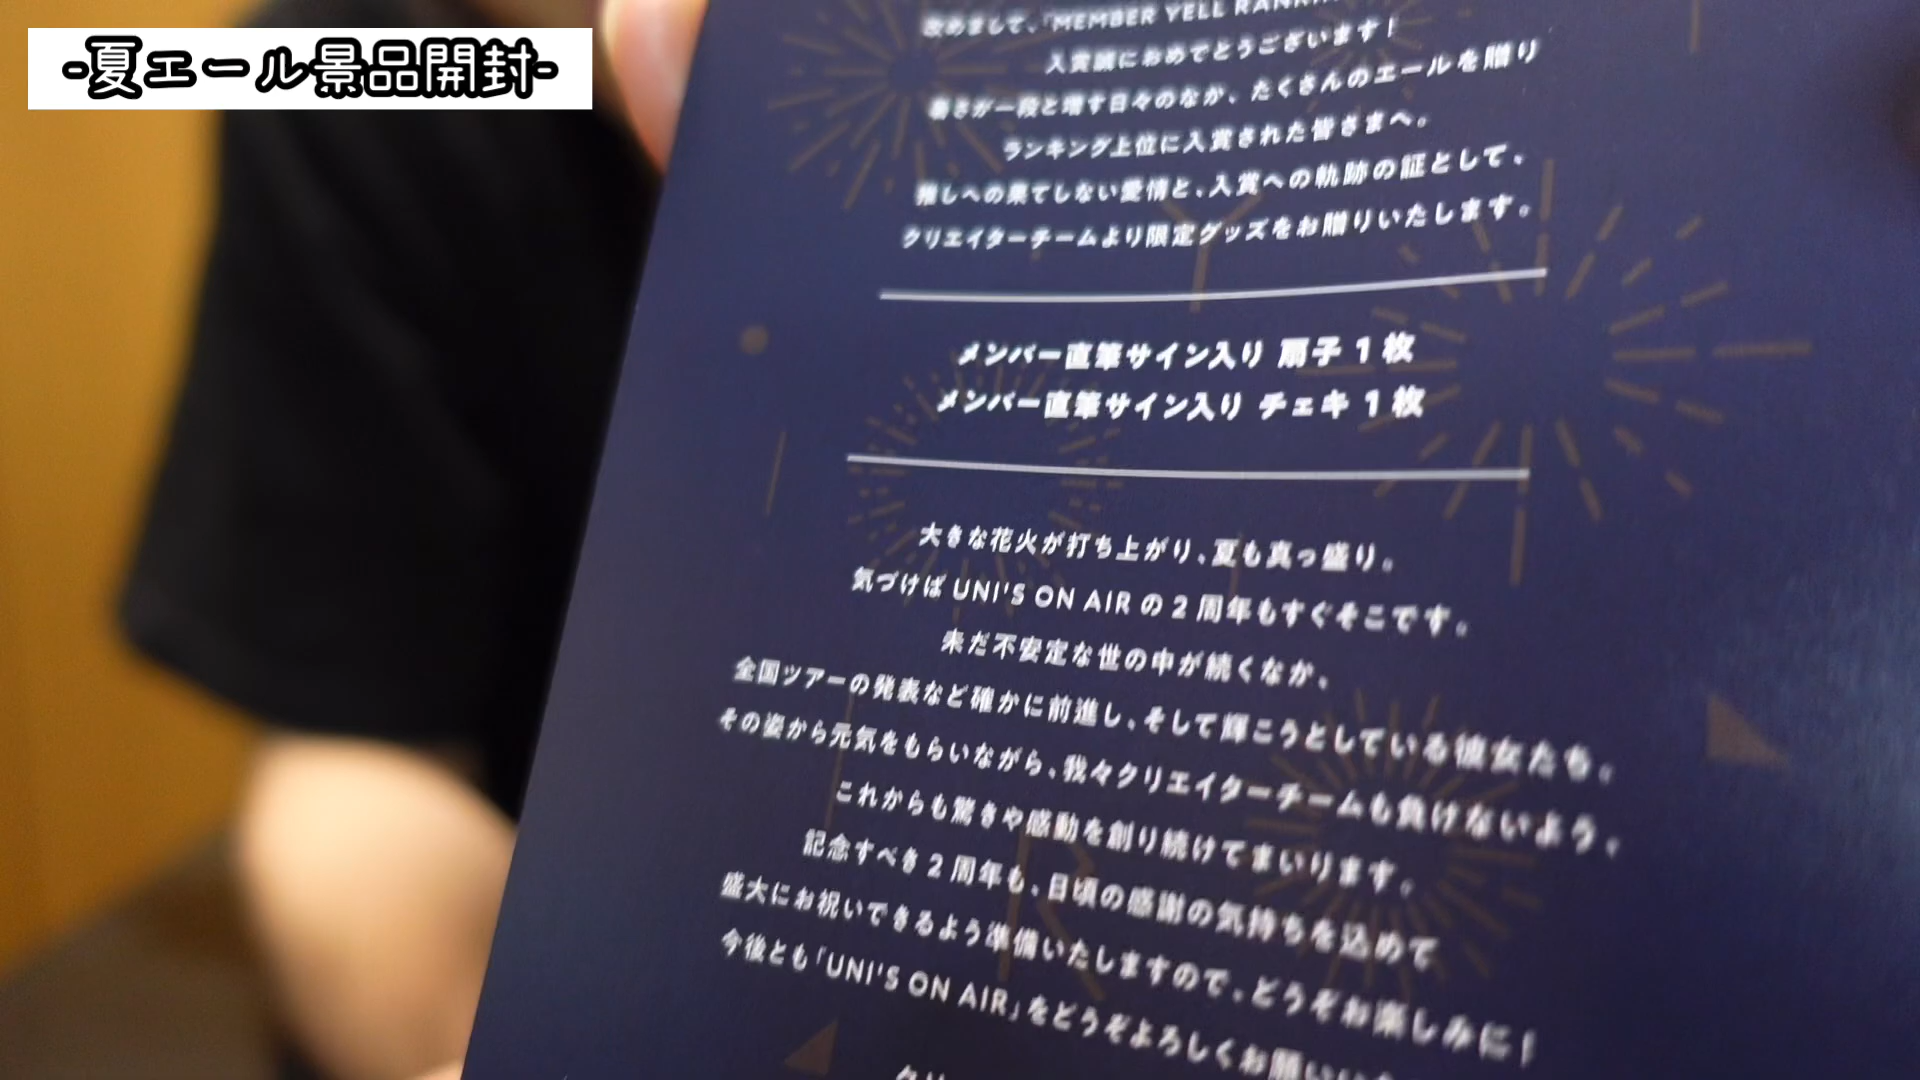 -夏エール景品開封-
改めまして、「MEMBER YELL
入賞誠におめでとうございます！
暑さが一段と増す日々のなか、たくさんのエールを贈り
ランキング上位に入賞された皆さまへ。
推しへの果てしない愛情と、入賞への軌跡の証として、
クリエイターチームより限定グッズをお贈りいたします。
メンバー直筆サイン入り 扇子 1 枚
メンバー直筆サイン入り チェキ 1 枚
大きな花火が打ち上がり、夏も真っ盛り。
気づけば UNI'S ON AIR の 2 周年もすぐそこです。
未だ不安定な世の中が続くなか、
全国ツアーの発表など確かに前進し、そして輝こうとしている彼女たち。
その姿から元気をもらいながら、我々クリエイターチームも負けないよう、
これからも驚きや感動を創り続けてまいります。
記念すべき 2 周年も、日頃の感謝の気持ちを込めて
盛大にお祝いできるよう準備いたしますので、どうぞお楽しみに！
今後とも「UNI'S ON AIR」をどうぞよろしくお願い